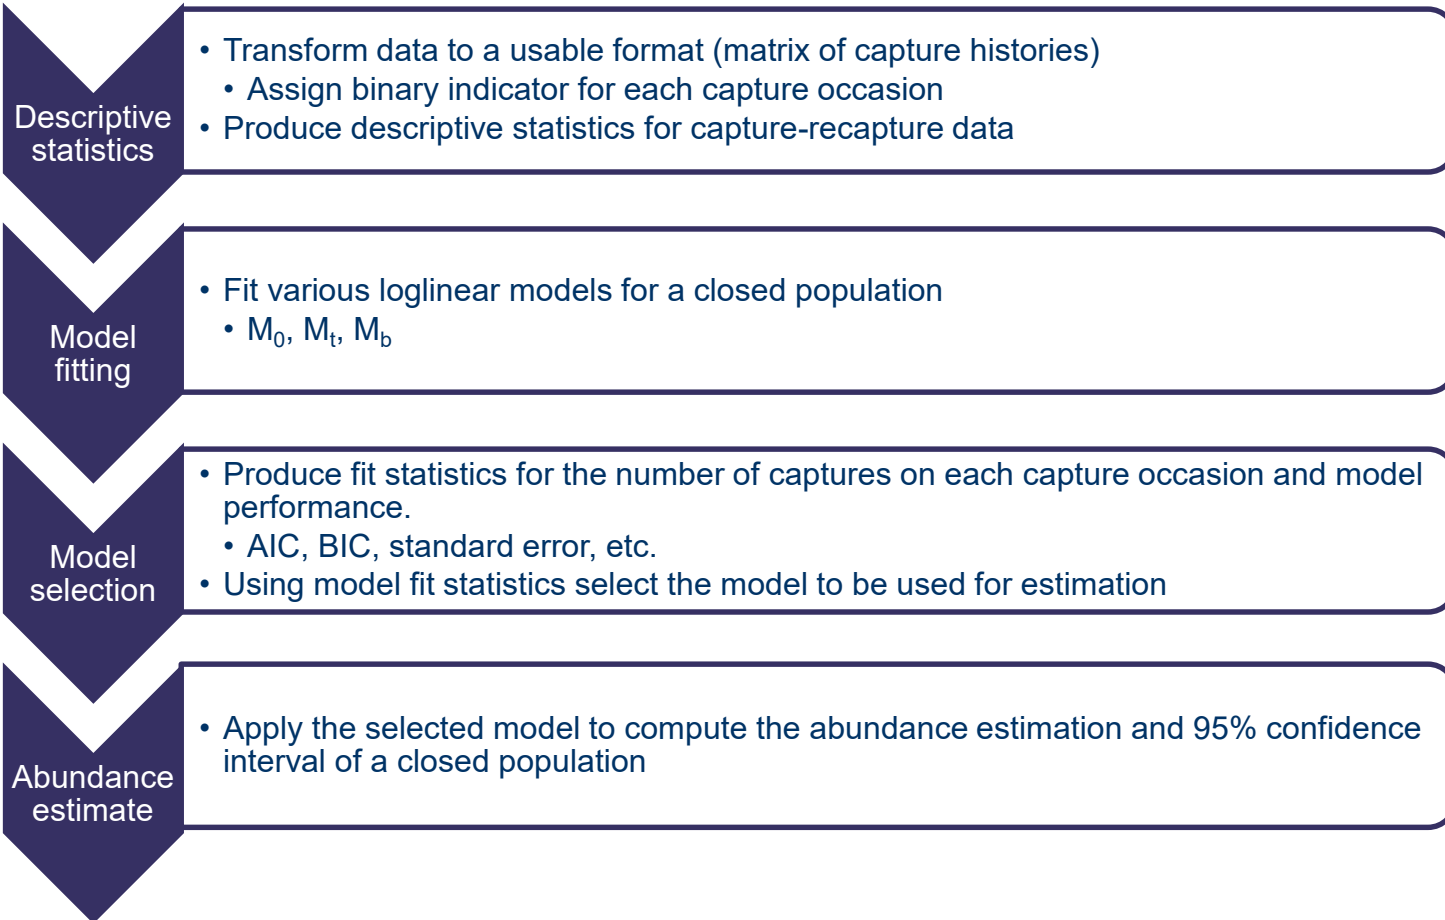 Descriptive
statistics
• Transform data to a usable format (matrix of capture histories)
• Assign binary indicator for each capture occasion
• Produce descriptive statistics for capture-recapture data
Model
fitting
• Fit various loglinear models for a closed population
• M₀, Mₜ, M_b
Model
selection
• Produce fit statistics for the number of captures on each capture occasion and model
performance.
• AIC, BIC, standard error, etc.
• Using model fit statistics select the model to be used for estimation
Abundance
estimate
• Apply the selected model to compute the abundance estimation and 95% confidence
interval of a closed population